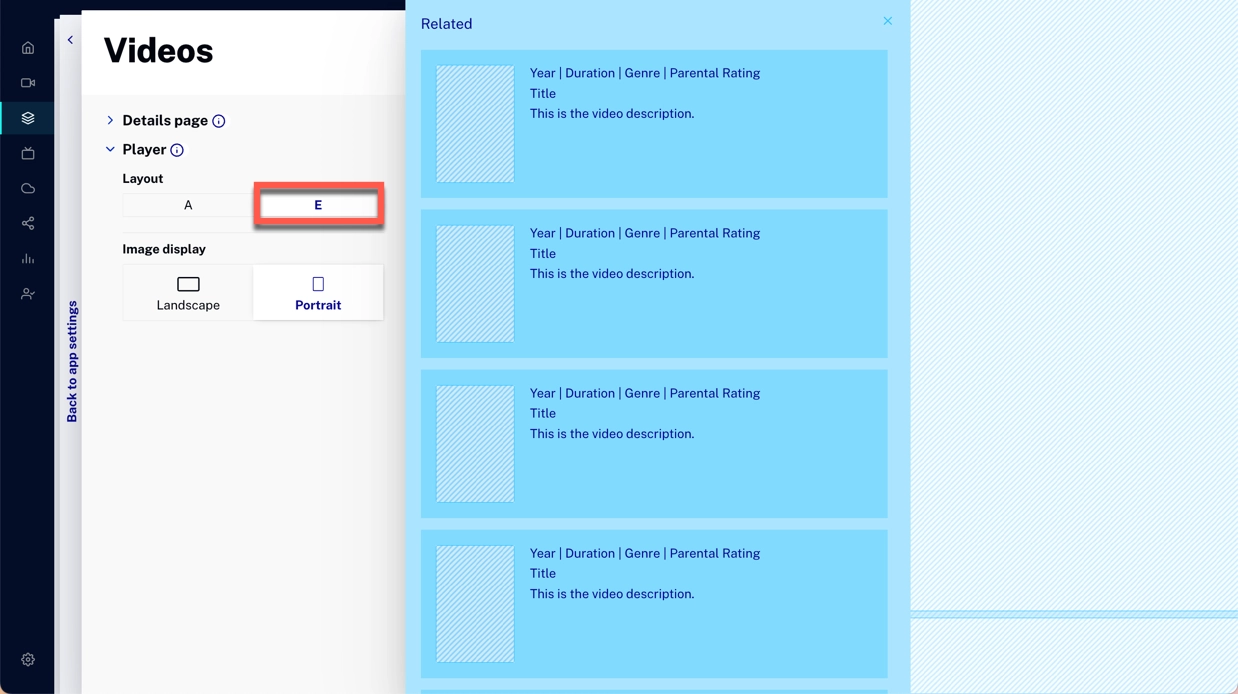 Videos
Details page
Player
Layout
A
E
Image display
Landscape
Portrait
Back to app settings
Related
Year | Duration | Genre | Parental Rating
Title
This is the video description.
Year | Duration | Genre | Parental Rating
Title
This is the video description.
Year | Duration | Genre | Parental Rating
Title
This is the video description.
Year | Duration | Genre | Parental Rating
Title
This is the video description.